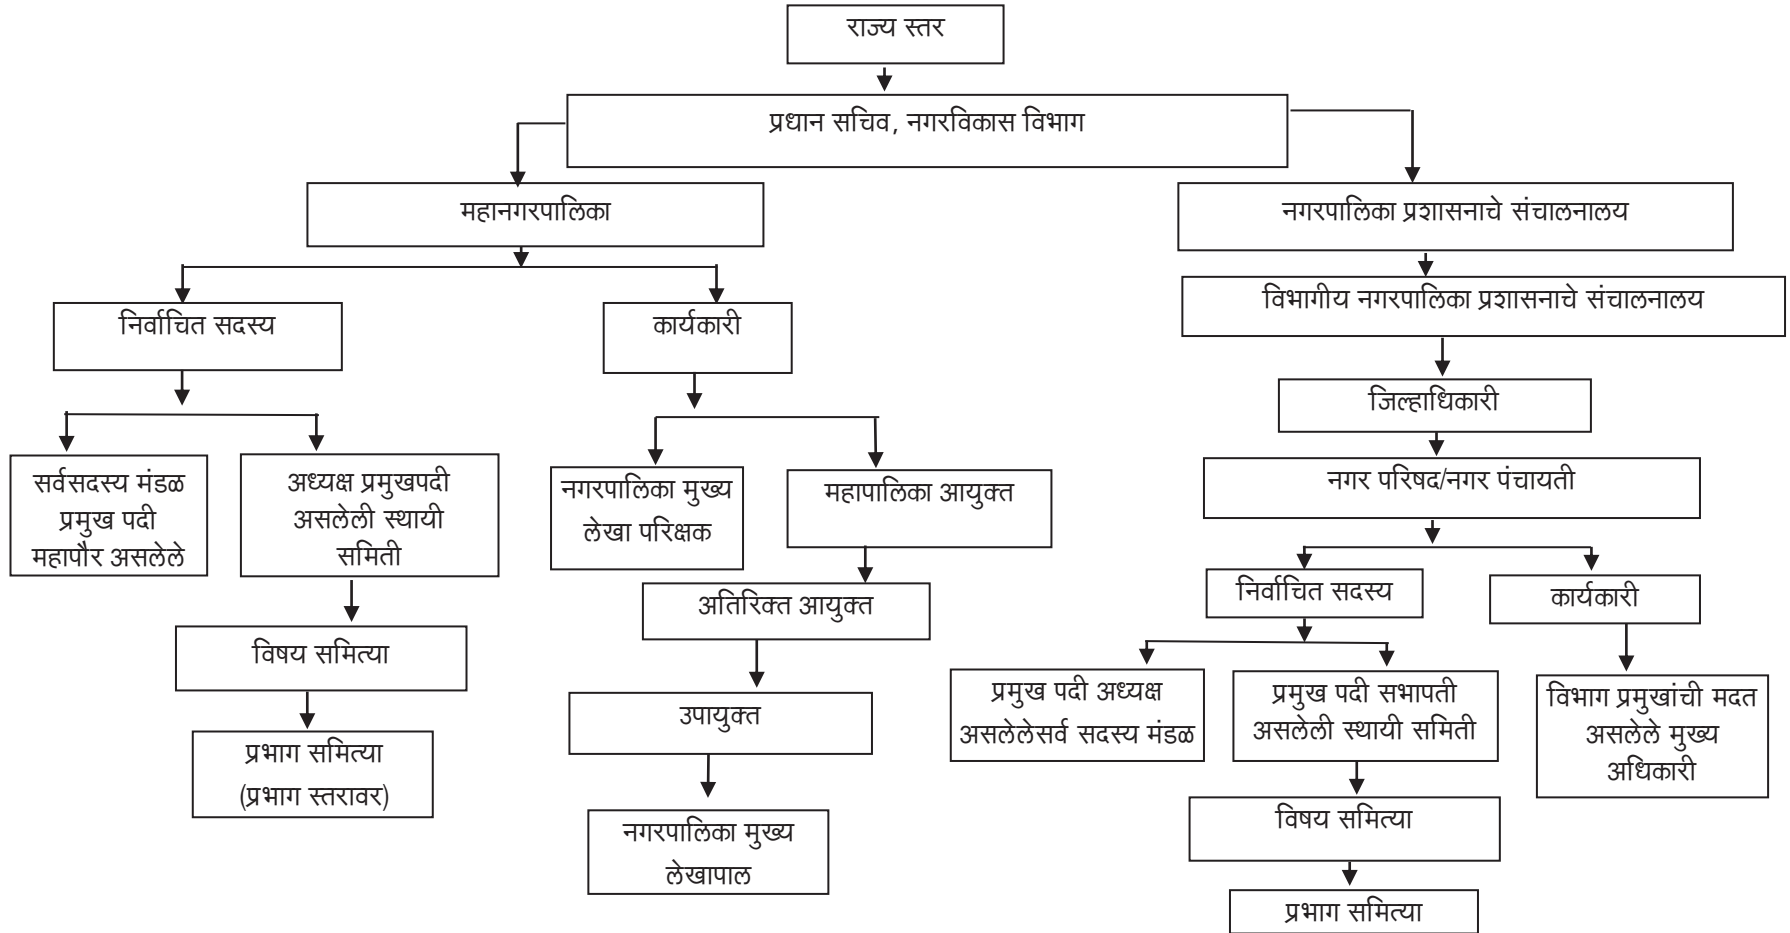 राज्य स्तर
प्रधान सचिव, नगरविकास विभाग
महानगरपालिका
नगरपालिका प्रशासनाचे संचालनालय
विभागीय नगरपालिका प्रशासनाचे संचालनालय
निर्वाचित सदस्य
कार्यकारी
जिल्हाधिकारी
सर्वसदस्य मंडळ
प्रमुख पदी
महापौर असलेले
अध्यक्ष प्रमुखपदी
असलेली स्थायी
समिती
नगरपालिका मुख्य
लेखा परिक्षक
महापालिका आयुक्त
नगर परिषद/नगर पंचायती
अतिरिक्त आयुक्त
निर्वाचित सदस्य
कार्यकारी
विषय समित्या
उपायुक्त
प्रमुख पदी अध्यक्ष
असलेलेसर्व सदस्य मंडळ
प्रमुख पदी सभापती
असलेली स्थायी समिती
विभाग प्रमुखांची मदत
असलेले मुख्य
अधिकारी
प्रभाग समित्या
(प्रभाग स्तरावर)
नगरपालिका मुख्य
लेखापाल
विषय समित्या
प्रभाग समित्या